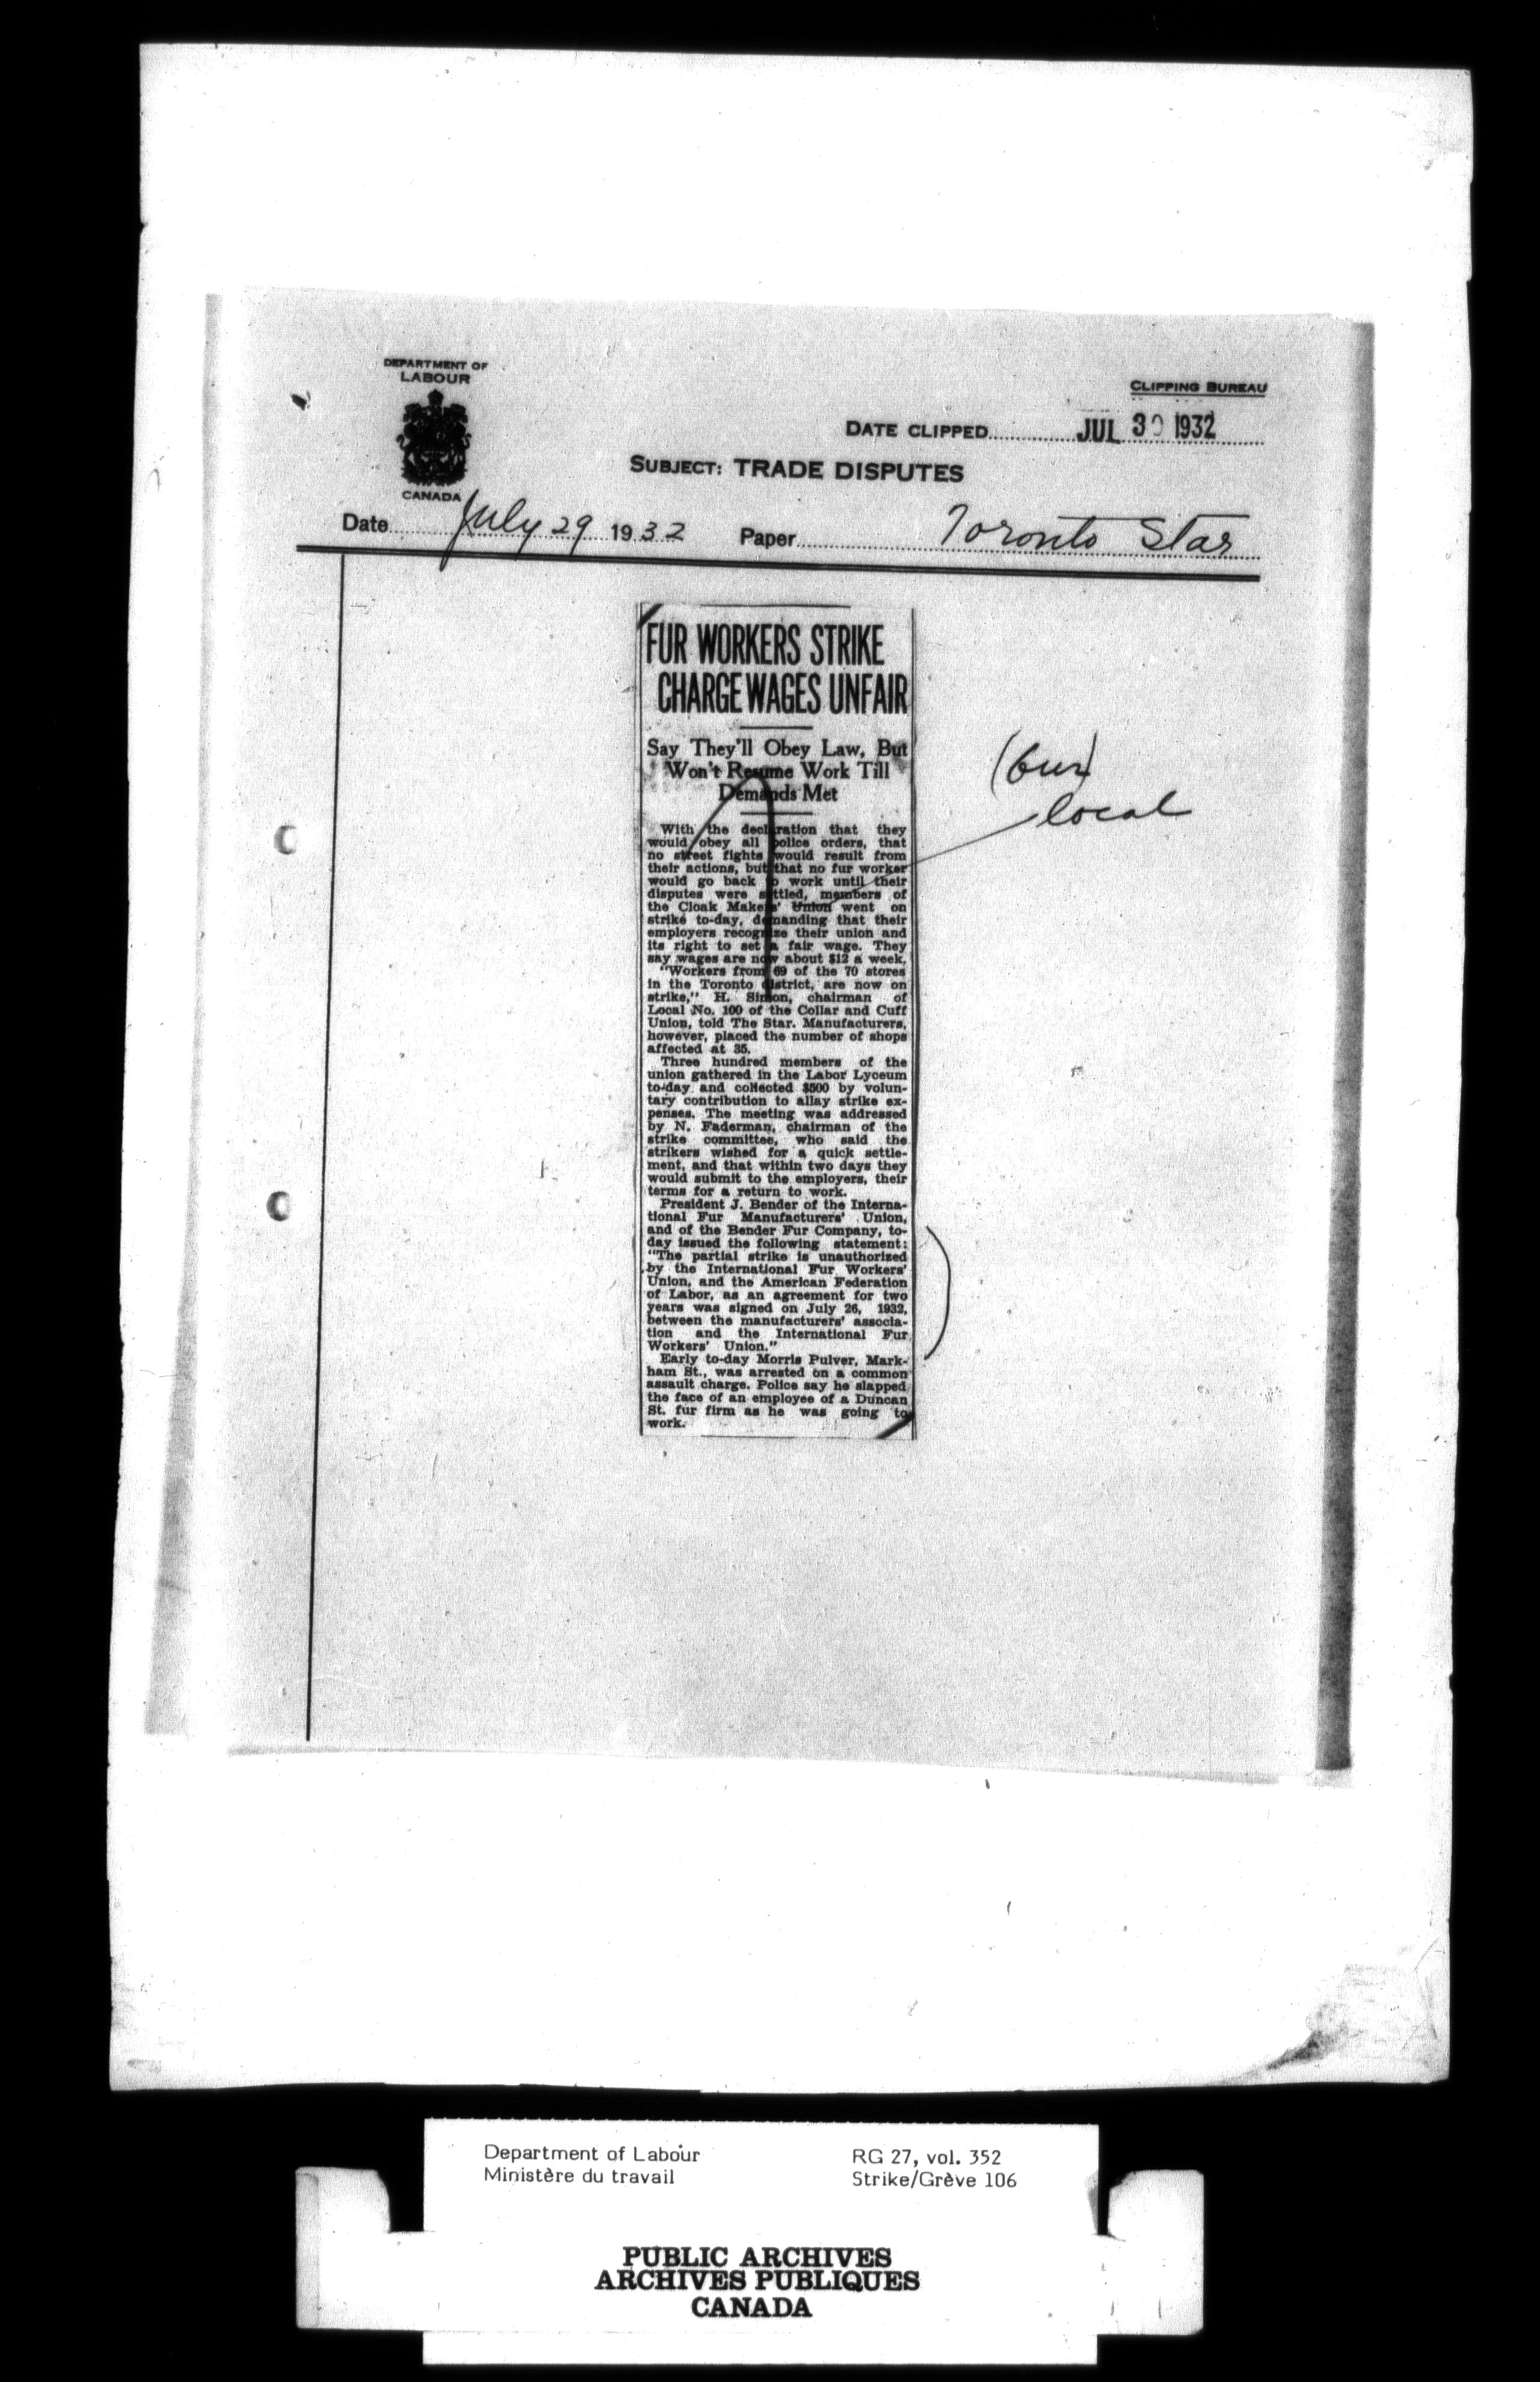 DEPARTMENT OF
LABOUR
CANADA
CLIPPING BUREAU
DATE CLIPPED JUL 30 1932
SUBJECT: TRADE DISPUTES
Date July 29 1932 Paper Toronto Star
FUR WORKERS STRIKE
CHARGE WAGES UNFAIR
Say They'll Obey Law, But
Won't Resume Work Till
Demands Met
With the declaration that they
would obey all police orders, that
no street fights would result from
their actions, but that no fur worker
would go back to work until their
disputes were settled, members of
the Cloak Makers' Union went on
strike to-day, demanding that their
employers recognize their union and
its right to set a fair wage. They
say wages are now about $12 a week.
"Workers from 69 of the 70 stores
in the Toronto district, are now on
strike," H. Simon, chairman of
Local No. 100 of the Collar and Cuff
Union, told The Star. Manufacturers,
however, placed the number of shops
affected at 35.
Three hundred members of the
union gathered in the Labor Lyceum
to-day and collected $500 by volun-
tary contribution to allay strike ex-
penses. The meeting was addressed
by N. Faderman, chairman of the
strike committee, who said the
strikers wished for a quick settle-
ment, and that within two days they
would submit to the employers, their
terms for a return to work.
President J. Bender of the Interna-
tional Fur Manufacturers' Union,
and of the Bender Fur Company, to-
day issued the following statement:
"The partial strike is unauthorized
by the International Fur Workers'
Union, and the American Federation
of Labor, as an agreement for two
years was signed on July 26, 1932,
between the manufacturers' associa-
tion and the International Fur
Workers' Union."
Early to-day Morris Pulver, Mark-
ham St., was arrested on a common
assault charge. Police say he slapped
the face of an employee of a Duncan
St. fur firm as he was going to
work.
local
Department of Labour
Ministère du travail
RG 27, vol. 352
Strike/Grève 106
PUBLIC ARCHIVES
ARCHIVES PUBLIQUES
CANADA